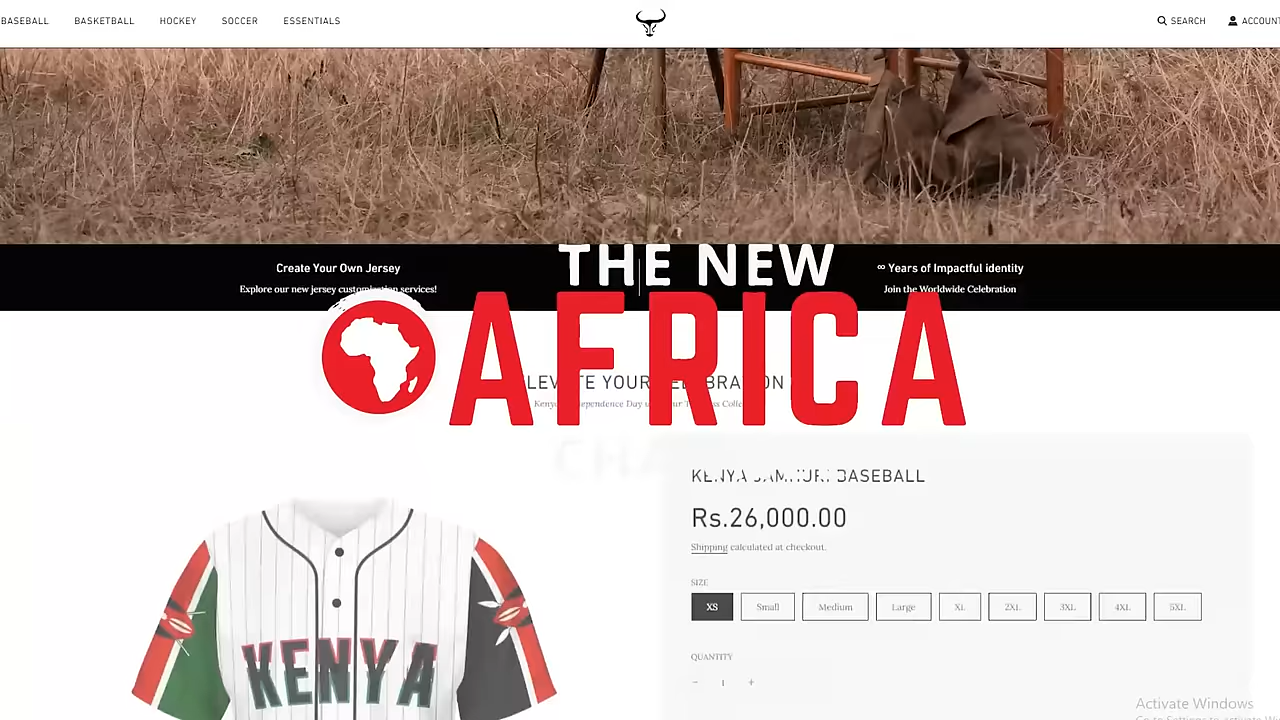 BASEBALL BASKETBALL HOCKEY SOCCER ESSENTIALS SEARCH ACCOUNT
Create Your Own Jersey
Explore our new jersey customization services!
THE NEW
∞ Years of Impactful identity
Join the Worldwide Celebration
AFRICA
KENYA BASEBALL
Rs.26,000.00
Shipping calculated at checkout.
SIZE
XS Small Medium Large XL 2XL 3XL 4XL 5XL
QUANTITY
− 1 +
KENYA
Activate Windows